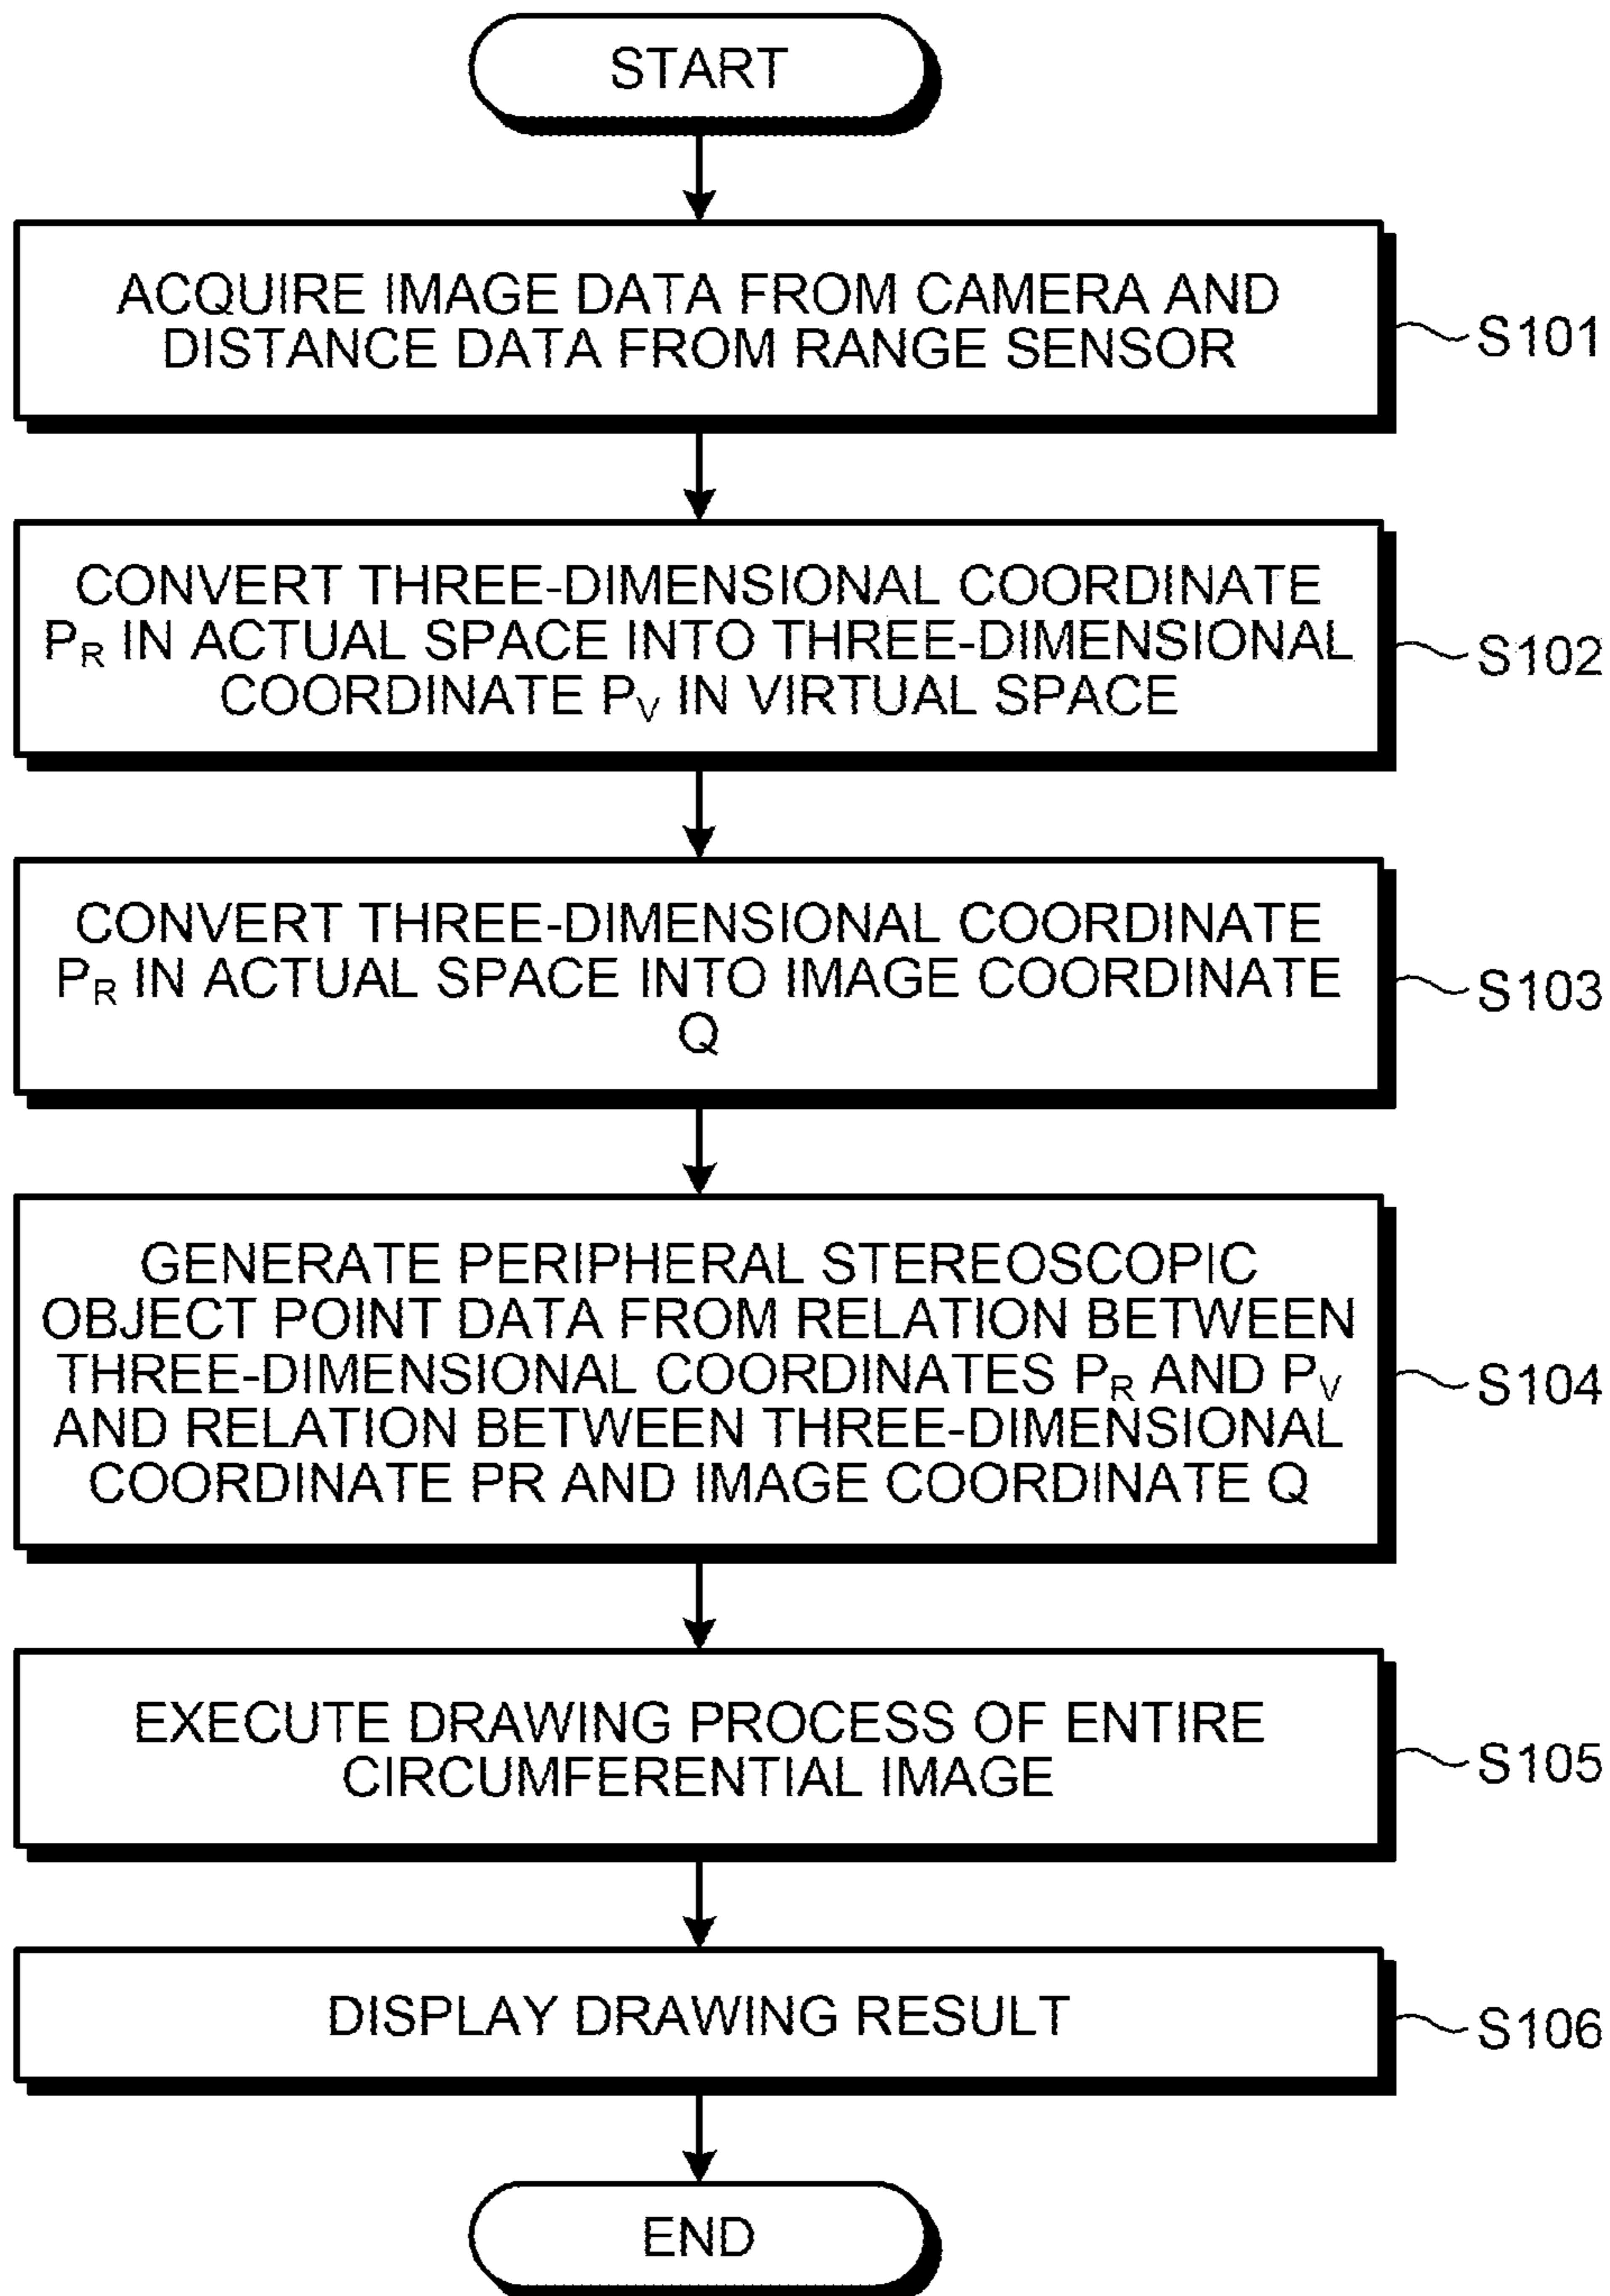 START
ACQUIRE IMAGE DATA FROM CAMERA AND
DISTANCE DATA FROM RANGE SENSOR
S101
CONVERT THREE-DIMENSIONAL COORDINATE
PR IN ACTUAL SPACE INTO THREE-DIMENSIONAL
COORDINATE PV IN VIRTUAL SPACE
S102
CONVERT THREE-DIMENSIONAL COORDINATE
PR IN ACTUAL SPACE INTO IMAGE COORDINATE
Q
S103
GENERATE PERIPHERAL STEREOSCOPIC
OBJECT POINT DATA FROM RELATION BETWEEN
THREE-DIMENSIONAL COORDINATES PR AND PV
AND RELATION BETWEEN THREE-DIMENSIONAL
COORDINATE PR AND IMAGE COORDINATE Q
S104
EXECUTE DRAWING PROCESS OF ENTIRE
CIRCUMFERENTIAL IMAGE
S105
DISPLAY DRAWING RESULT
S106
END